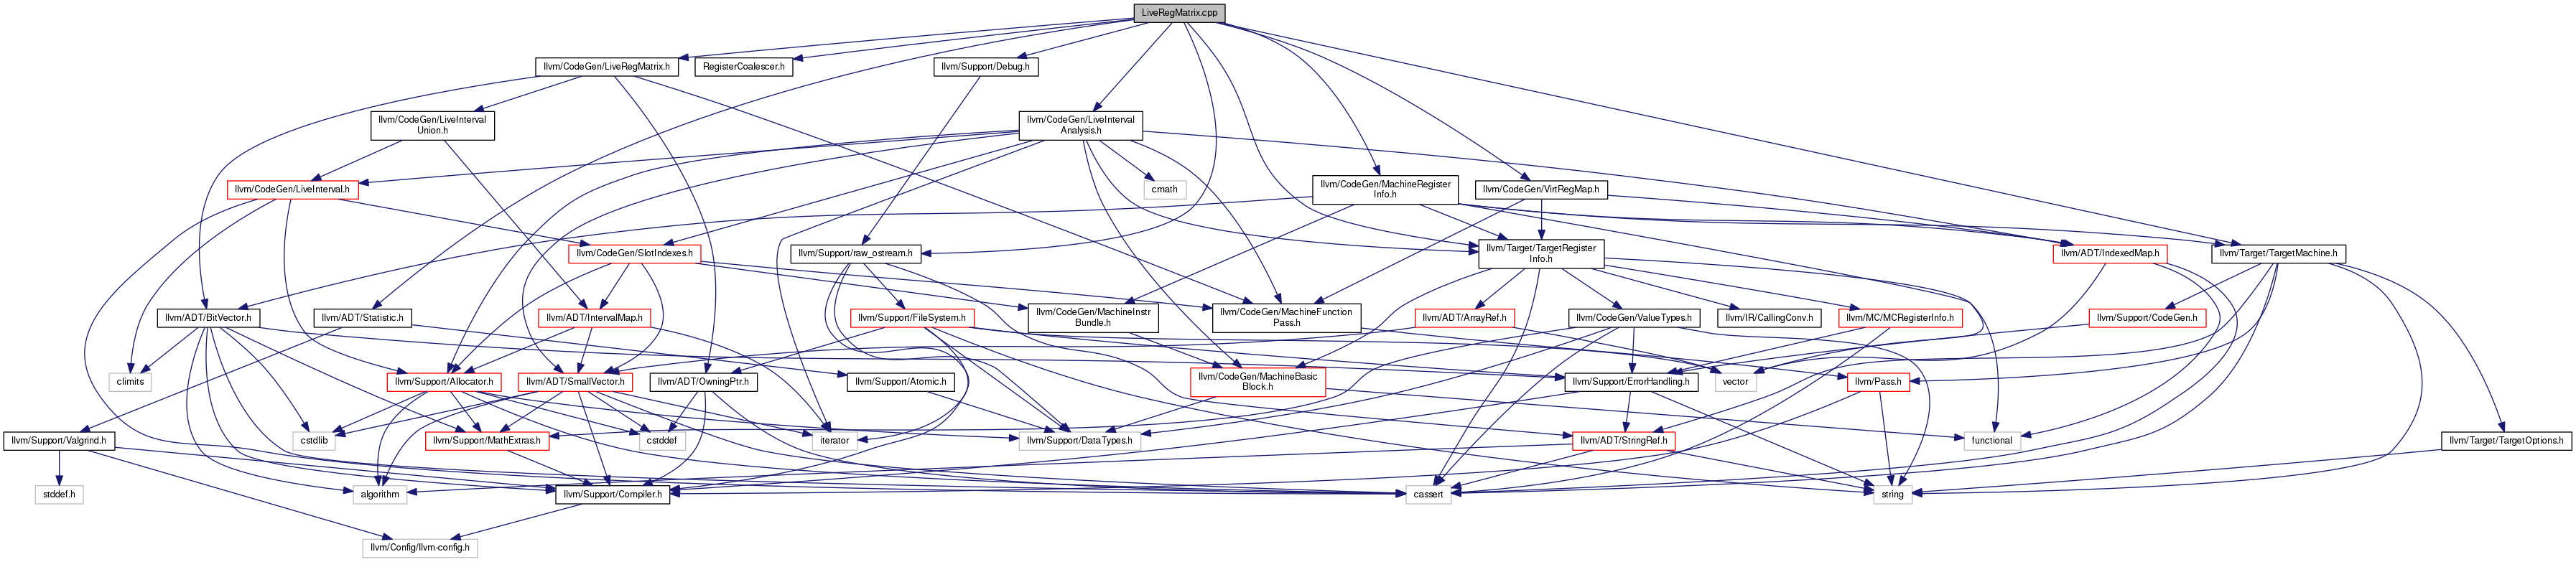 LiveRegMatrix.cpp
llvm/CodeGen/LiveRegMatrix.h
RegisterCoalescer.h
llvm/Support/Debug.h
llvm/CodeGen/LiveInterval
Union.h
llvm/CodeGen/LiveInterval
Analysis.h
llvm/CodeGen/LiveInterval.h
cmath
llvm/CodeGen/MachineRegister
Info.h
llvm/CodeGen/VirtRegMap.h
llvm/CodeGen/SlotIndexes.h
llvm/Support/raw_ostream.h
llvm/Target/TargetRegister
Info.h
llvm/ADT/IndexedMap.h
llvm/Target/TargetMachine.h
llvm/ADT/BitVector.h
llvm/ADT/Statistic.h
llvm/ADT/IntervalMap.h
llvm/Support/FileSystem.h
llvm/CodeGen/MachineInstr
Bundle.h
llvm/CodeGen/MachineFunction
Pass.h
llvm/ADT/ArrayRef.h
llvm/CodeGen/ValueTypes.h
llvm/IR/CallingConv.h
llvm/MC/MCRegisterInfo.h
llvm/Support/CodeGen.h
climits
llvm/Support/Allocator.h
llvm/ADT/SmallVector.h
llvm/ADT/OwningPtr.h
llvm/Support/Atomic.h
llvm/CodeGen/MachineBasic
Block.h
llvm/Support/ErrorHandling.h
vector
llvm/Pass.h
llvm/Support/Valgrind.h
cstdlib
llvm/Support/MathExtras.h
cstddef
iterator
llvm/Support/DataTypes.h
llvm/ADT/StringRef.h
functional
llvm/Target/TargetOptions.h
stddef.h
algorithm
llvm/Support/Compiler.h
cassert
string
llvm/Config/llvm-config.h